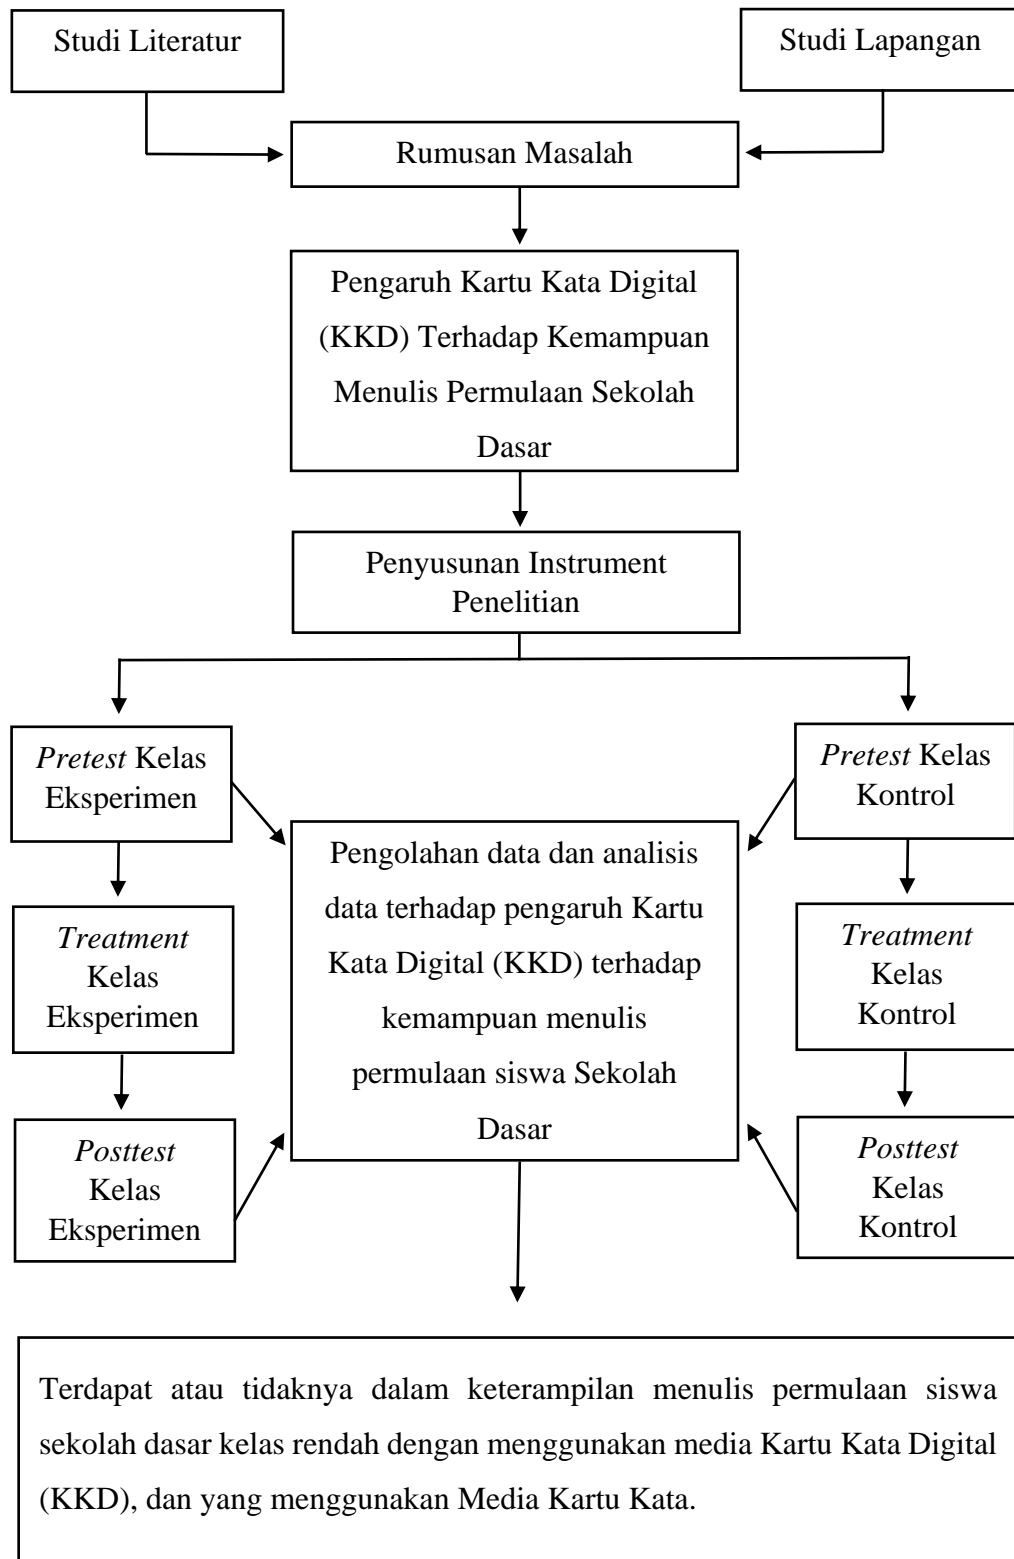 Studi Literatur
Studi Lapangan
Rumusan Masalah
Pengaruh Kartu Kata Digital
(KKD) Terhadap Kemampuan
Menulis Permulaan Sekolah
Dasar
Penyusunan Instrument
Penelitian
Pretest Kelas
Eksperimen
Pretest Kelas
Kontrol
Pengolahan data dan analisis
data terhadap pengaruh Kartu
Kata Digital (KKD) terhadap
kemampuan menulis
permulaan siswa Sekolah
Dasar
Treatment
Kelas
Eksperimen
Treatment
Kelas
Kontrol
Posttest
Kelas
Eksperimen
Posttest
Kelas
Kontrol
Terdapat atau tidaknya dalam keterampilan menulis permulaan siswa
sekolah dasar kelas rendah dengan menggunakan media Kartu Kata Digital
(KKD), dan yang menggunakan Media Kartu Kata.